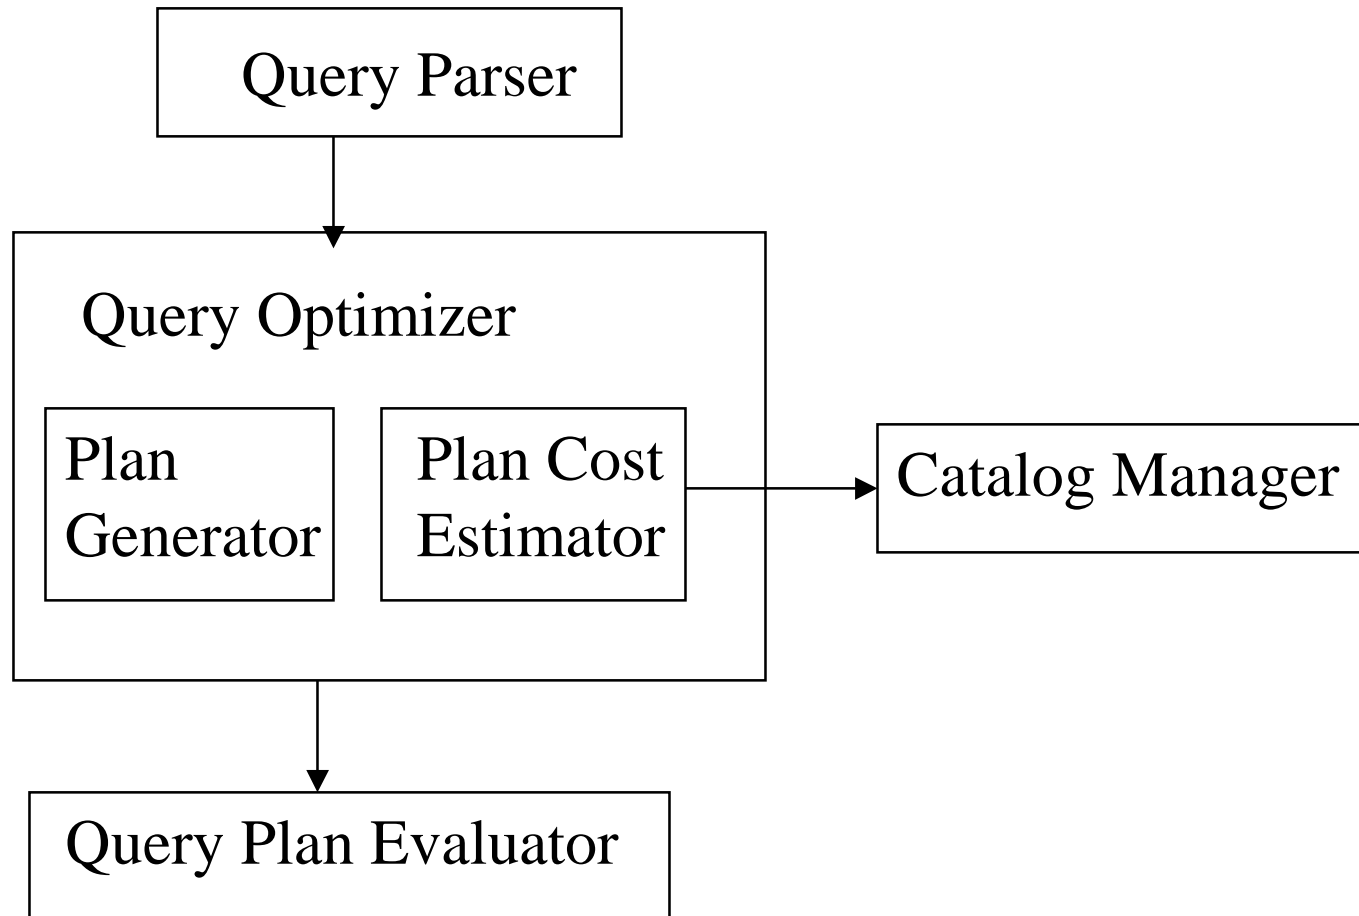 Query Parser
Query Optimizer
Plan
Generator
Plan Cost
Estimator
Catalog Manager
Query Plan Evaluator